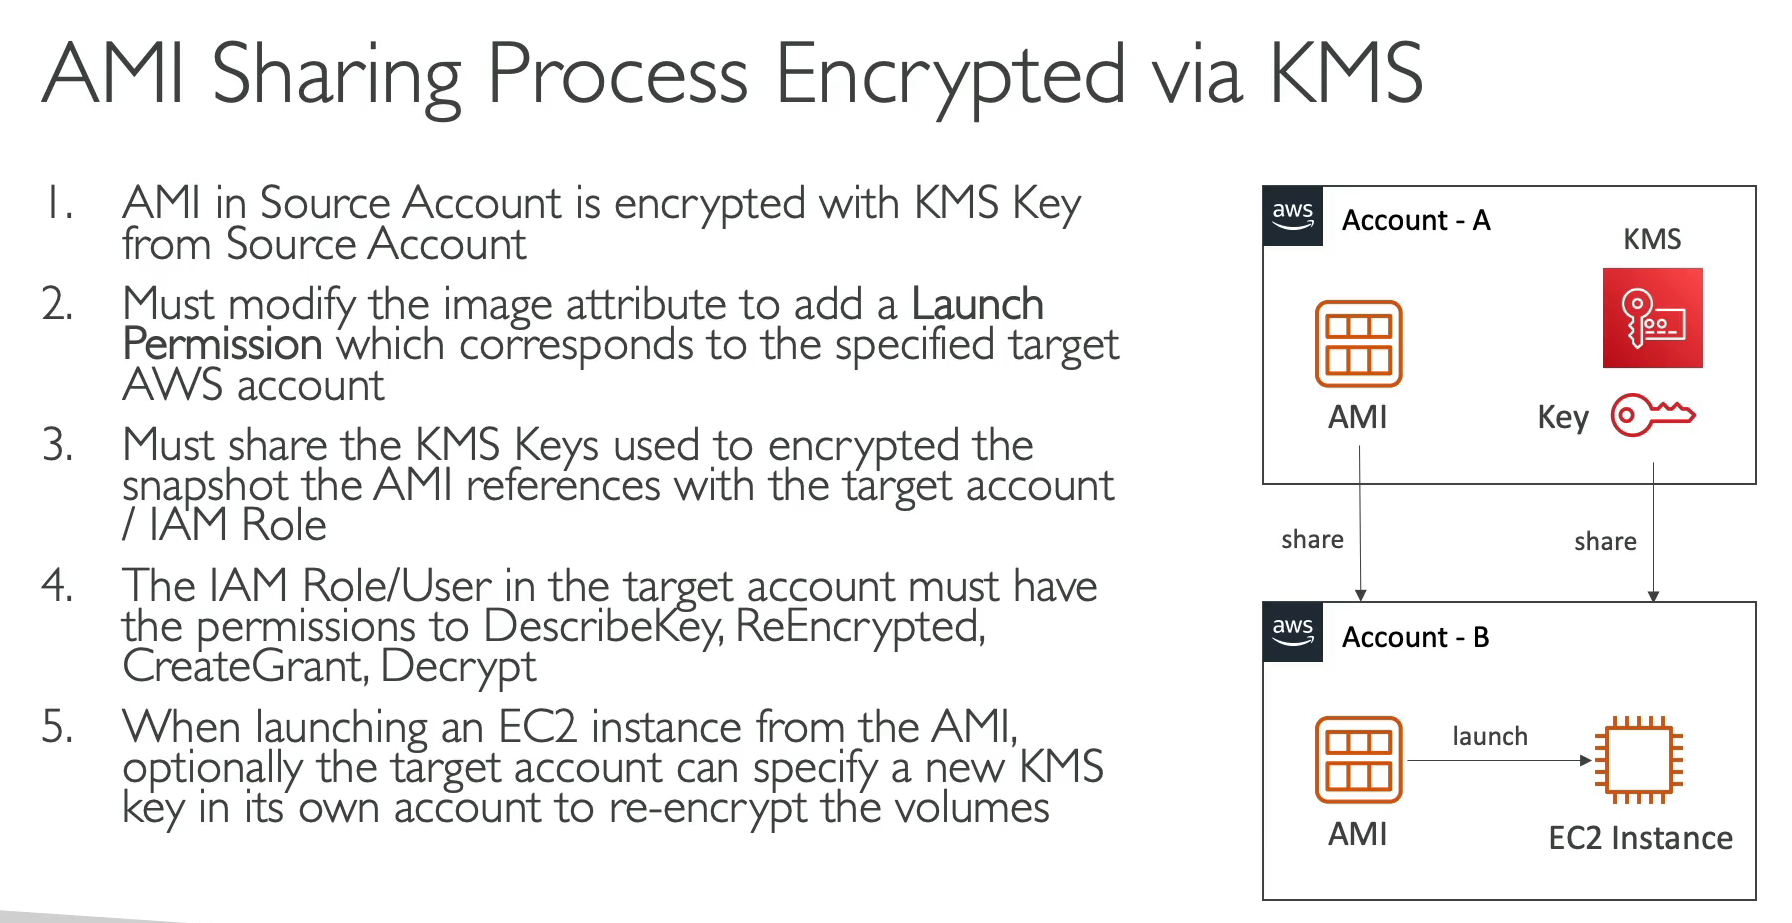 AMI Sharing Process Encrypted via KMS
1. AMI in Source Account is encrypted with KMS Key
from Source Account
2. Must modify the image attribute to add a Launch
Permission which corresponds to the specified target
AWS account
3. Must share the KMS Keys used to encrypted the
snapshot the AMI references with the target account
/ IAM Role
4. The IAM Role/User in the target account must have
the permissions to DescribeKey, ReEncrypted,
CreateGrant, Decrypt
5. When launching an EC2 instance from the AMI,
optionally the target account can specify a new KMS
key in its own account to re-encrypt the volumes
aws
Account - A
KMS
AMI
Key
share
share
aws
Account - B
launch
AMI
EC2 Instance